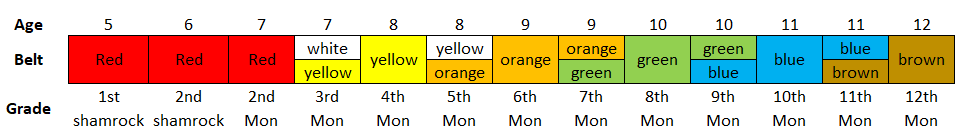 Age 5 6 7 7 8 8 9 9 10 10 11 11 12
Belt Red Red Red white yellow yellow yellow orange orange orange green green green blue blue blue brown brown
Grade 1st 2nd 2nd 3rd 4th 5th 6th 7th 8th 9th 10th 11th 12th
shamrock shamrock Mon Mon Mon Mon Mon Mon Mon Mon Mon Mon Mon